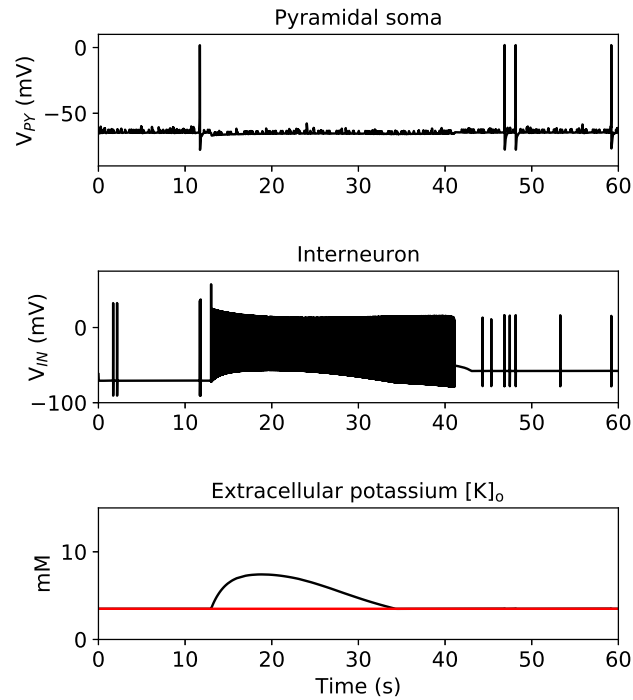 Pyramidal soma
V_PY (mV)
0
−50
0 10 20 30 40 50 60
Interneuron
V_IN (mV)
0
−100
0 10 20 30 40 50 60
Extracellular potassium [K]ₒ
mM
10
0
0 10 20 30 40 50 60
Time (s)